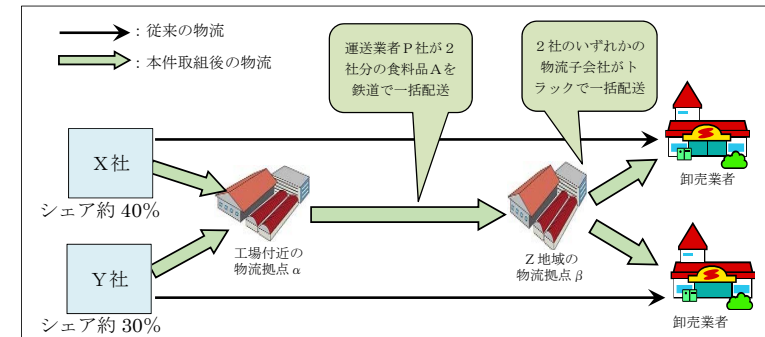 ：従来の物流
：本件取組後の物流
運送業者Ｐ社が２
社分の食料品Ａを
鉄道で一括配送
２社のいずれかの
物流子会社がト
ラックで一括配送
Ｘ社
シェア約 40％
工場付近の
物流拠点α
Ｚ地域の
物流拠点β
卸売業者
Ｙ社
シェア約 30％
卸売業者